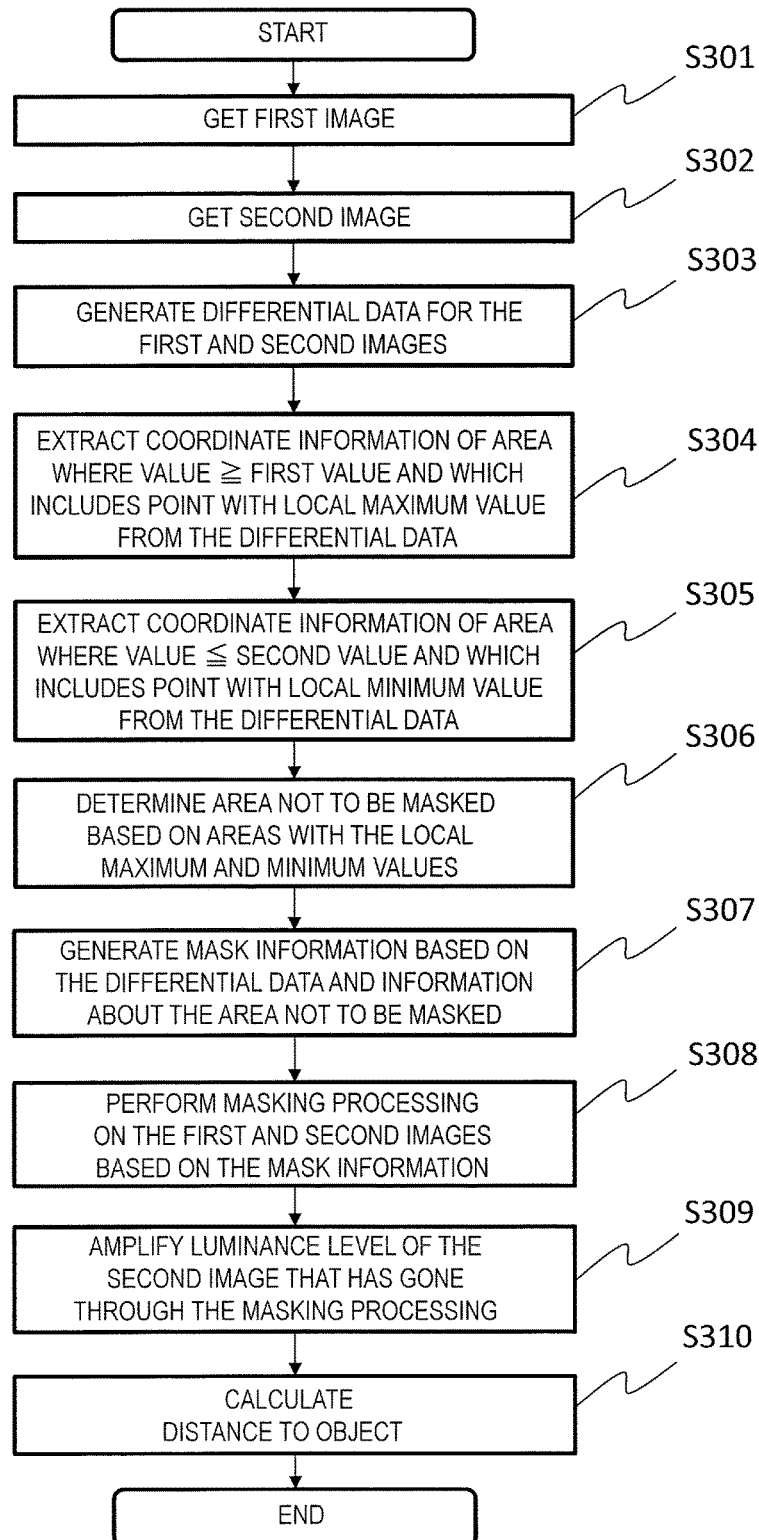 START
S301
GET FIRST IMAGE
S302
GET SECOND IMAGE
S303
GENERATE DIFFERENTIAL DATA FOR THE
FIRST AND SECOND IMAGES
S304
EXTRACT COORDINATE INFORMATION OF AREA
WHERE VALUE ≧ FIRST VALUE AND WHICH
INCLUDES POINT WITH LOCAL MAXIMUM VALUE
FROM THE DIFFERENTIAL DATA
S305
EXTRACT COORDINATE INFORMATION OF AREA
WHERE VALUE ≦ SECOND VALUE AND WHICH
INCLUDES POINT WITH LOCAL MINIMUM VALUE
FROM THE DIFFERENTIAL DATA
S306
DETERMINE AREA NOT TO BE MASKED
BASED ON AREAS WITH THE LOCAL
MAXIMUM AND MINIMUM VALUES
S307
GENERATE MASK INFORMATION BASED ON
THE DIFFERENTIAL DATA AND INFORMATION
ABOUT THE AREA NOT TO BE MASKED
S308
PERFORM MASKING PROCESSING
ON THE FIRST AND SECOND IMAGES
BASED ON THE MASK INFORMATION
S309
AMPLIFY LUMINANCE LEVEL OF THE
SECOND IMAGE THAT HAS GONE
THROUGH THE MASKING PROCESSING
S310
CALCULATE
DISTANCE TO OBJECT
END